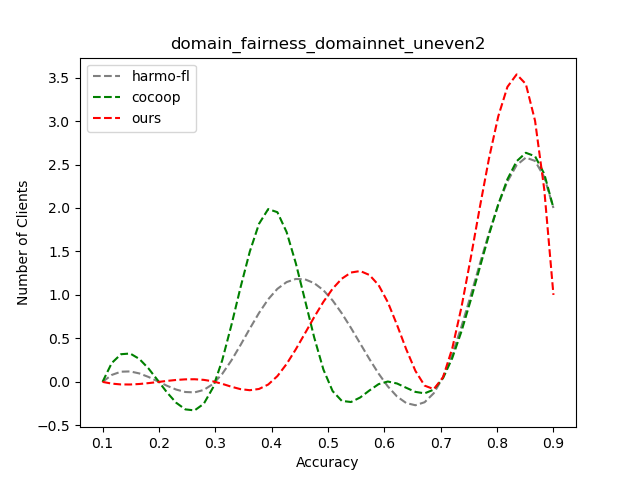 domain_fairness_domainnet_uneven2
harmo-fl
cocoop
ours
3.5
3.0
2.5
2.0
1.5
1.0
0.5
0.0
−0.5
Number of Clients
0.1 0.2 0.3 0.4 0.5 0.6 0.7 0.8 0.9
Accuracy